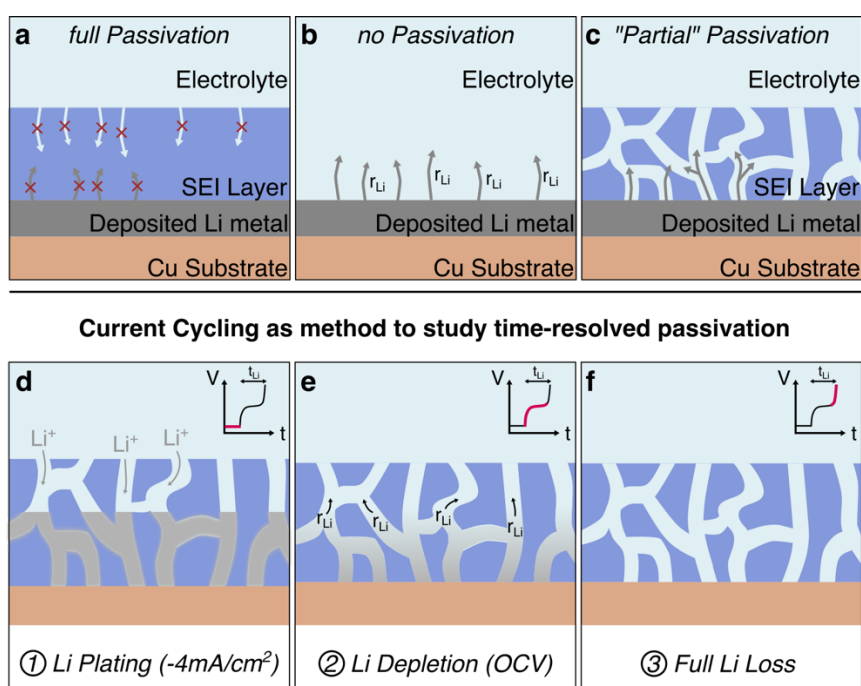 a full Passivation
Electrolyte
SEI Layer
Deposited Li metal
Cu Substrate
b no Passivation
Electrolyte
rLi rLi rLi rLi
Deposited Li metal
Cu Substrate
c "Partial" Passivation
Electrolyte
SEI Layer
Deposited Li metal
Cu Substrate
Current Cycling as method to study time-resolved passivation
d V tLi
t
Li⁺ Li⁺ Li⁺
① Li Plating (-4mA/cm²)
e V tLi
t
rLi rLi rLi rLi
② Li Depletion (OCV)
f V tLi
t
③ Full Li Loss